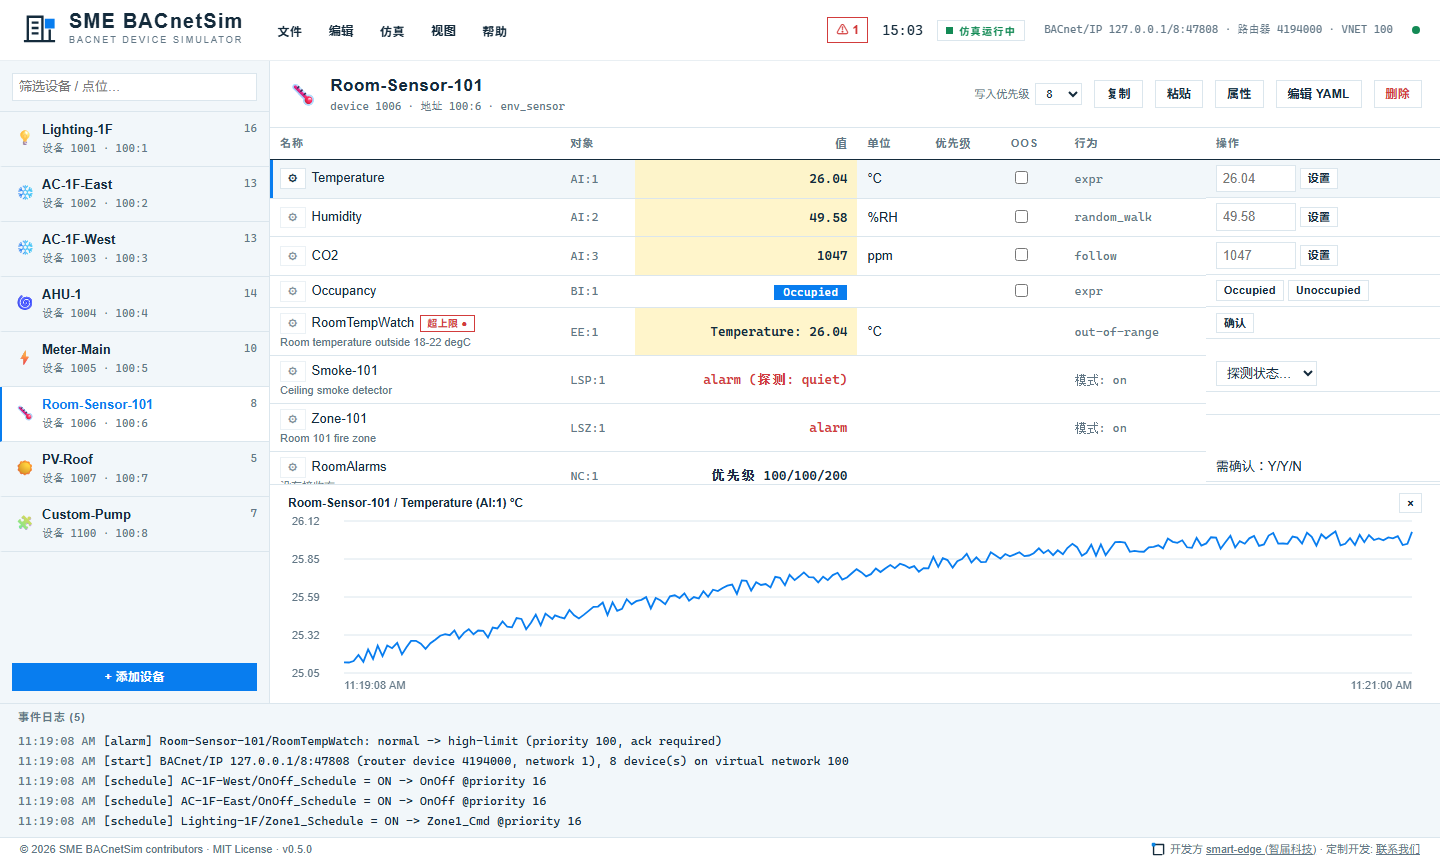 SME BACnetSim
BACNET DEVICE SIMULATOR
文件 编辑 仿真 视图 帮助
1 15:03 仿真运行中 BACnet/IP 127.0.0.1/8:47808 · 路由器 4194000 · VNET 100
筛选设备 / 点位...
Lighting-1F 16
设备 1001 · 100:1
AC-1F-East 13
设备 1002 · 100:2
AC-1F-West 13
设备 1003 · 100:3
AHU-1 14
设备 1004 · 100:4
Meter-Main 10
设备 1005 · 100:5
Room-Sensor-101 8
设备 1006 · 100:6
PV-Roof 5
设备 1007 · 100:7
Custom-Pump 7
设备 1100 · 100:8
+ 添加设备
Room-Sensor-101
device 1006 · 地址 100:6 · env_sensor
写入优先级 8 复制 粘贴 属性 编辑 YAML 删除
名称 对象 值 单位 优先级 OOS 行为 操作
Temperature AI:1 26.04 °C expr 26.04 设置
Humidity AI:2 49.58 %RH random_walk 49.58 设置
CO2 AI:3 1047 ppm follow 1047 设置
Occupancy BI:1 Occupied expr Occupied Unoccupied
RoomTempWatch 超上限 ● EE:1 Temperature: 26.04 °C out-of-range 确认
Room temperature outside 18-22 degC
Smoke-101 LSP:1 alarm (探测: quiet) 模式: on 探测状态...
Ceiling smoke detector
Zone-101 LSZ:1 alarm 模式: on
Room 101 fire zone
RoomAlarms NC:1 优先级 100/100/200 需确认：Y/Y/N
Room-Sensor-101 / Temperature (AI:1) °C ×
26.12
25.85
25.59
25.32
25.05
11:19:08 AM 11:21:00 AM
事件日志 (5)
11:19:08 AM [alarm] Room-Sensor-101/RoomTempWatch: normal -> high-limit (priority 100, ack required)
11:19:08 AM [start] BACnet/IP 127.0.0.1/8:47808 (router device 4194000, network 1), 8 device(s) on virtual network 100
11:19:08 AM [schedule] AC-1F-West/OnOff_Schedule = ON -> OnOff @priority 16
11:19:08 AM [schedule] AC-1F-East/OnOff_Schedule = ON -> OnOff @priority 16
11:19:08 AM [schedule] Lighting-1F/Zone1_Schedule = ON -> Zone1_Cmd @priority 16
© 2026 SME BACnetSim contributors · MIT License · v0.5.0
开发方 smart-edge (智届科技) · 定制开发: 联系我们